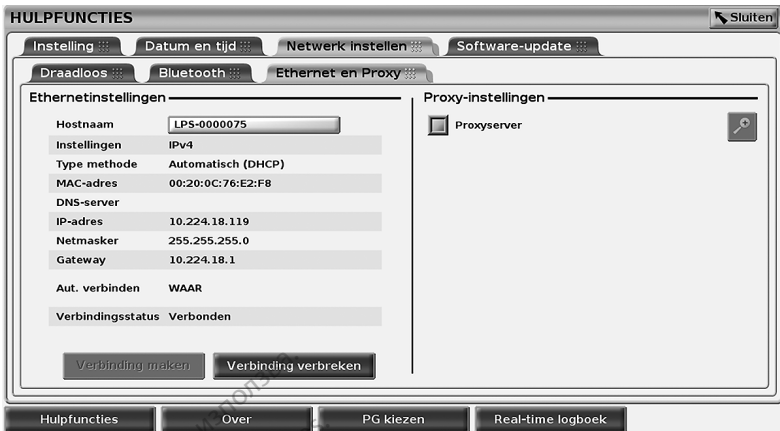 HULPFUNCTIES
Sluiten
Instelling
Datum en tijd
Netwerk instellen
Software-update
Draadloos
Bluetooth
Ethernet en Proxy
Ethernetinstellingen
Proxy-instellingen
Hostnaam LPS-0000075
Proxyserver
Instellingen IPv4
Type methode Automatisch (DHCP)
MAC-adres 00:20:0C:76:E2:F8
DNS-server
IP-adres 10.224.18.119
Netmasker 255.255.255.0
Gateway 10.224.18.1
Aut. verbinden WAAR
Verbindingsstatus Verbonden
Verbinding maken
Verbinding verbreken
Hulpfuncties
Over
PG kiezen
Real-time logboek